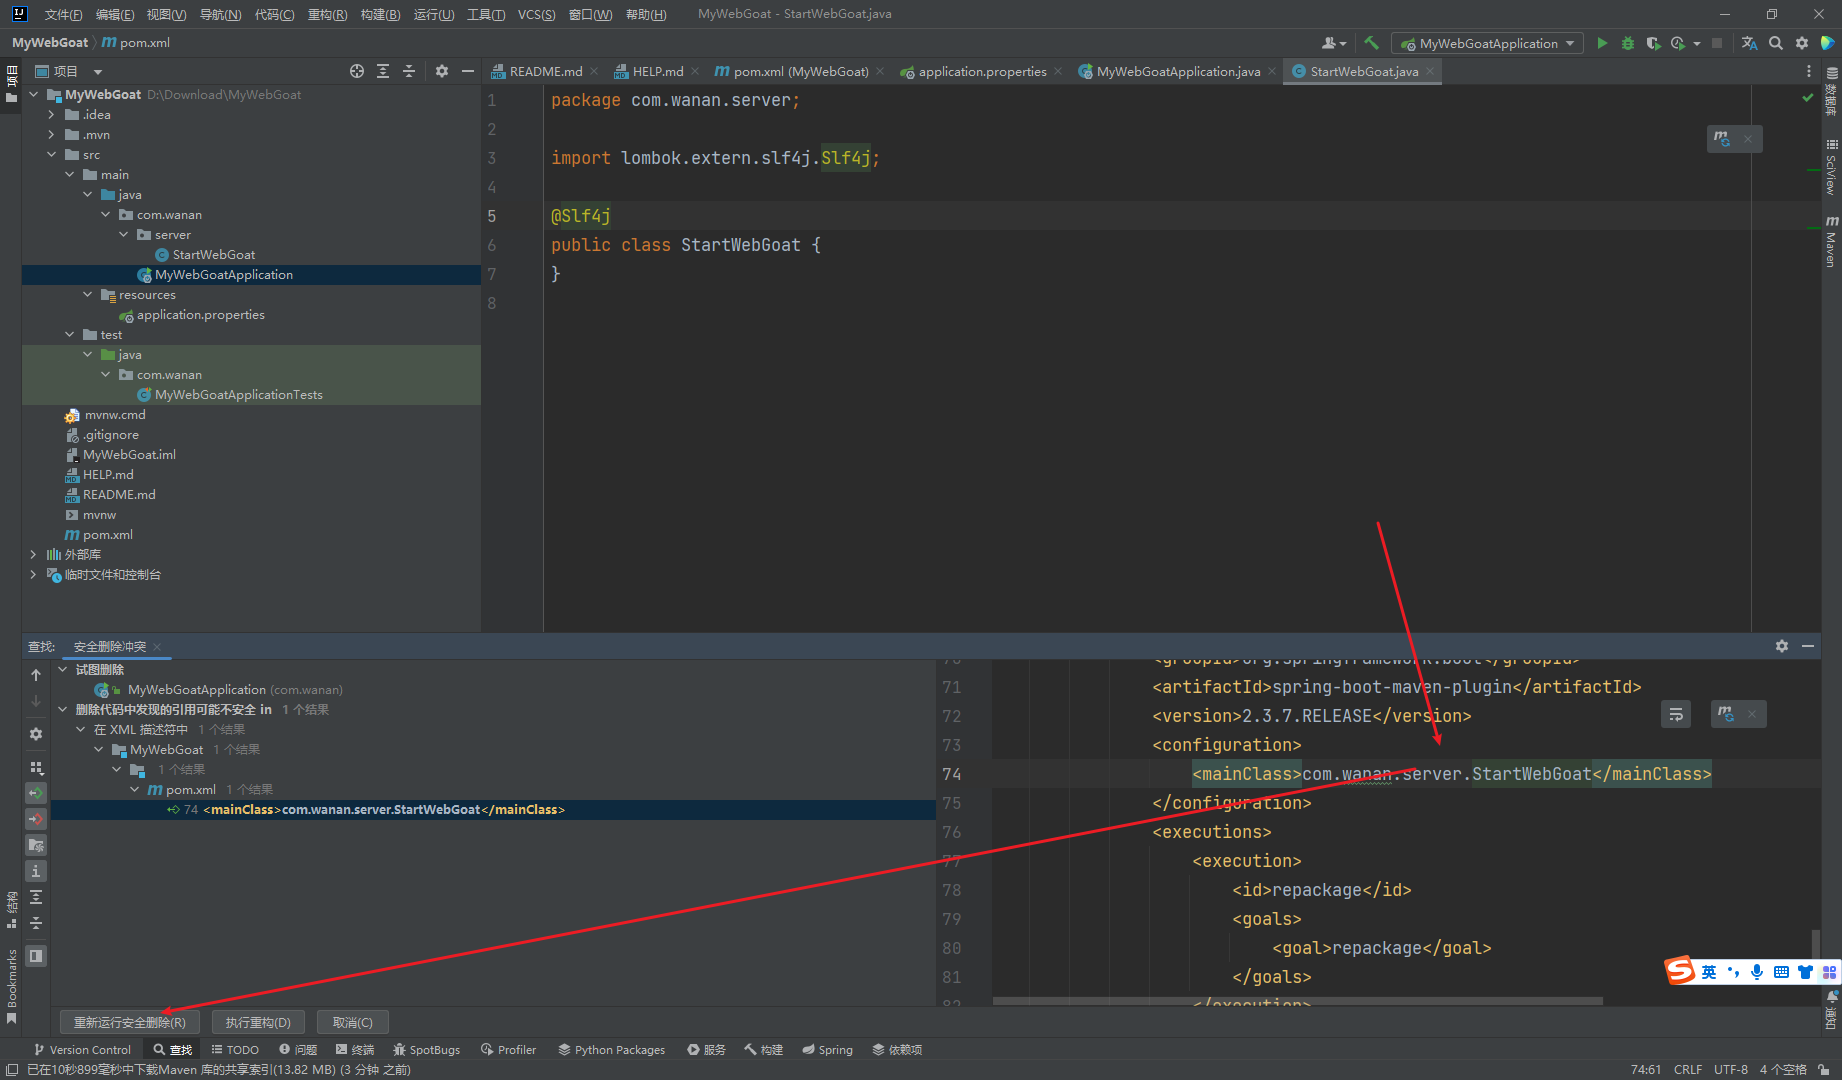 文件(F) 编辑(E) 视图(V) 导航(N) 代码(C) 重构(R) 构建(B) 运行(U) 工具(T) VCS(S) 窗口(W) 帮助(H) MyWebGoat - StartWebGoat.java
MyWebGoat pom.xml
MyWebGoatApplication
项目
项目
README.md
HELP.md
pom.xml (MyWebGoat)
application.properties
MyWebGoatApplication.java
StartWebGoat.java
MyWebGoat D:\Download\MyWebGoat
.idea
.mvn
src
main
java
com.wanan
server
StartWebGoat
MyWebGoatApplication
resources
application.properties
test
java
com.wanan
MyWebGoatApplicationTests
mvnw.cmd
.gitignore
MyWebGoat.iml
HELP.md
README.md
mvnw
pom.xml
外部库
临时文件和控制台
1 package com.wanan.server;
2
3 import lombok.extern.slf4j.Slf4j;
4
5 @Slf4j
6 public class StartWebGoat {
7 }
8
数据库
SciView
Maven
查找: 安全删除冲突
试图删除
MyWebGoatApplication (com.wanan)
删除代码中发现的引用可能不安全 in 1 个结果
在 XML 描述符中 1 个结果
MyWebGoat 1 个结果
1 个结果
pom.xml 1 个结果
74 <mainClass>com.wanan.server.StartWebGoat</mainClass>
70 <groupId>org.springframework.boot</groupId>
71 <artifactId>spring-boot-maven-plugin</artifactId>
72 <version>2.3.7.RELEASE</version>
73 <configuration>
74 <mainClass>com.wanan.server.StartWebGoat</mainClass>
75 </configuration>
76 <executions>
77 <execution>
78 <id>repackage</id>
79 <goals>
80 <goal>repackage</goal>
81 </goals>
82 </execution>
结构
Bookmarks
英
通知
重新运行安全删除(R) 执行重构(D) 取消(C)
Version Control 查找 TODO 问题 终端 SpotBugs Profiler Python Packages 服务 构建 Spring 依赖项
已在10秒899毫秒中下载Maven 库的共享索引(13.82 MB) (3 分钟 之前)
74:61 CRLF UTF-8 4 个空格